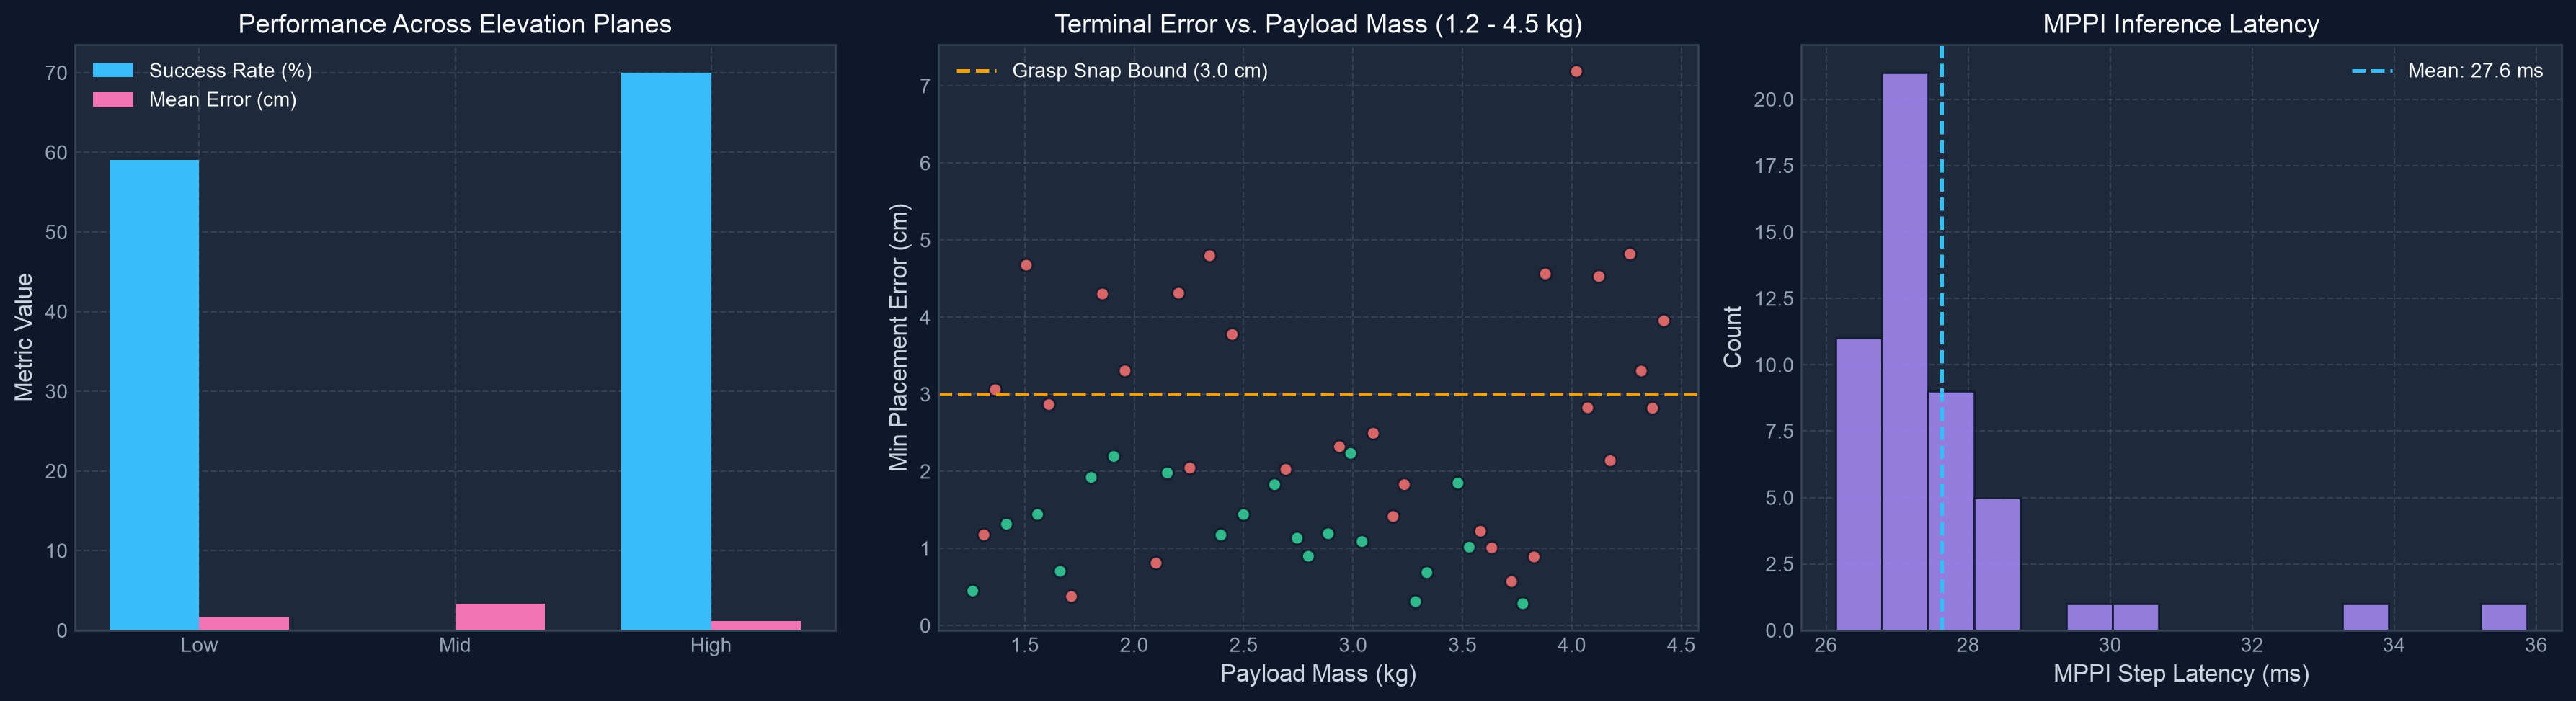 Performance Across Elevation Planes
Success Rate (%)
Mean Error (cm)
Metric Value
70
60
50
40
30
20
10
0
Low Mid High
Terminal Error vs. Payload Mass (1.2 - 4.5 kg)
Grasp Snap Bound (3.0 cm)
Min Placement Error (cm)
7
6
5
4
3
2
1
0
1.5 2.0 2.5 3.0 3.5 4.0 4.5
Payload Mass (kg)
MPPI Inference Latency
Mean: 27.6 ms
Count
20.0
17.5
15.0
12.5
10.0
7.5
5.0
2.5
0.0
26 28 30 32 34 36
MPPI Step Latency (ms)